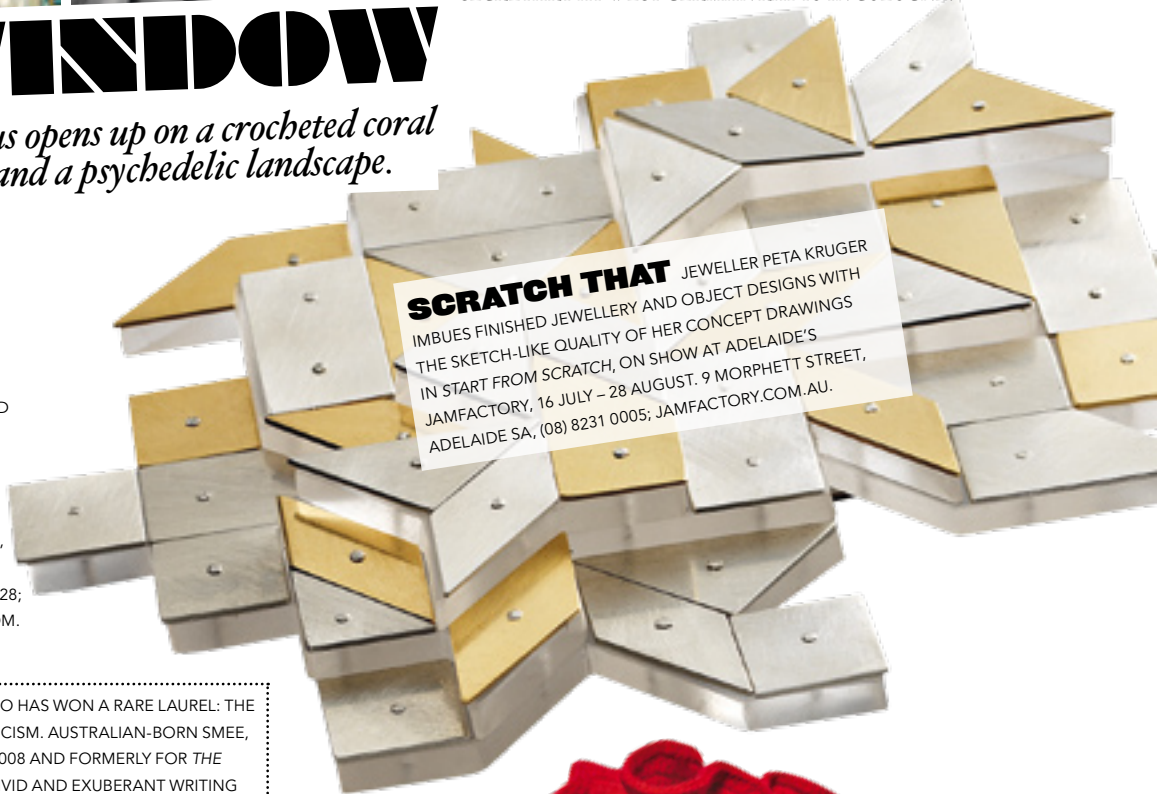 INDOW
us opens up on a crocheted coral
and a psychedelic landscape.
SCRATCH THAT JEWELLER PETA KRUGER
IMBUES FINISHED JEWELLERY AND OBJECT DESIGNS WITH
THE SKETCH-LIKE QUALITY OF HER CONCEPT DRAWINGS
IN START FROM SCRATCH, ON SHOW AT ADELAIDE'S
JAMFACTORY, 16 JULY – 28 AUGUST. 9 MORPHETT STREET,
ADELAIDE SA, (08) 8231 0005; JAMFACTORY.COM.AU.
D
,
28;
OM.
O HAS WON A RARE LAUREL: THE
CISM. AUSTRALIAN-BORN SMEE,
008 AND FORMERLY FOR THE
VID AND EXUBERANT WRITING